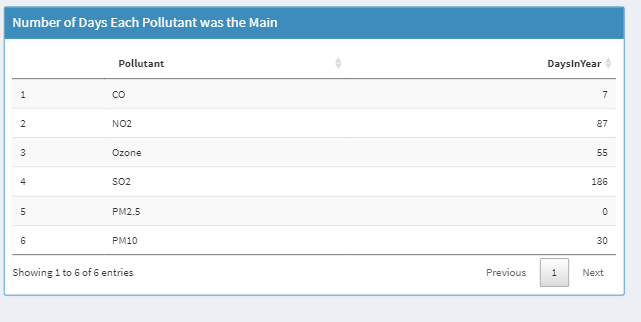 Number of Days Each Pollutant was the Main
Pollutant DaysInYear
1 CO 7
2 NO2 87
3 Ozone 55
4 SO2 186
5 PM2.5 0
6 PM10 30
Showing 1 to 6 of 6 entries Previous 1 Next